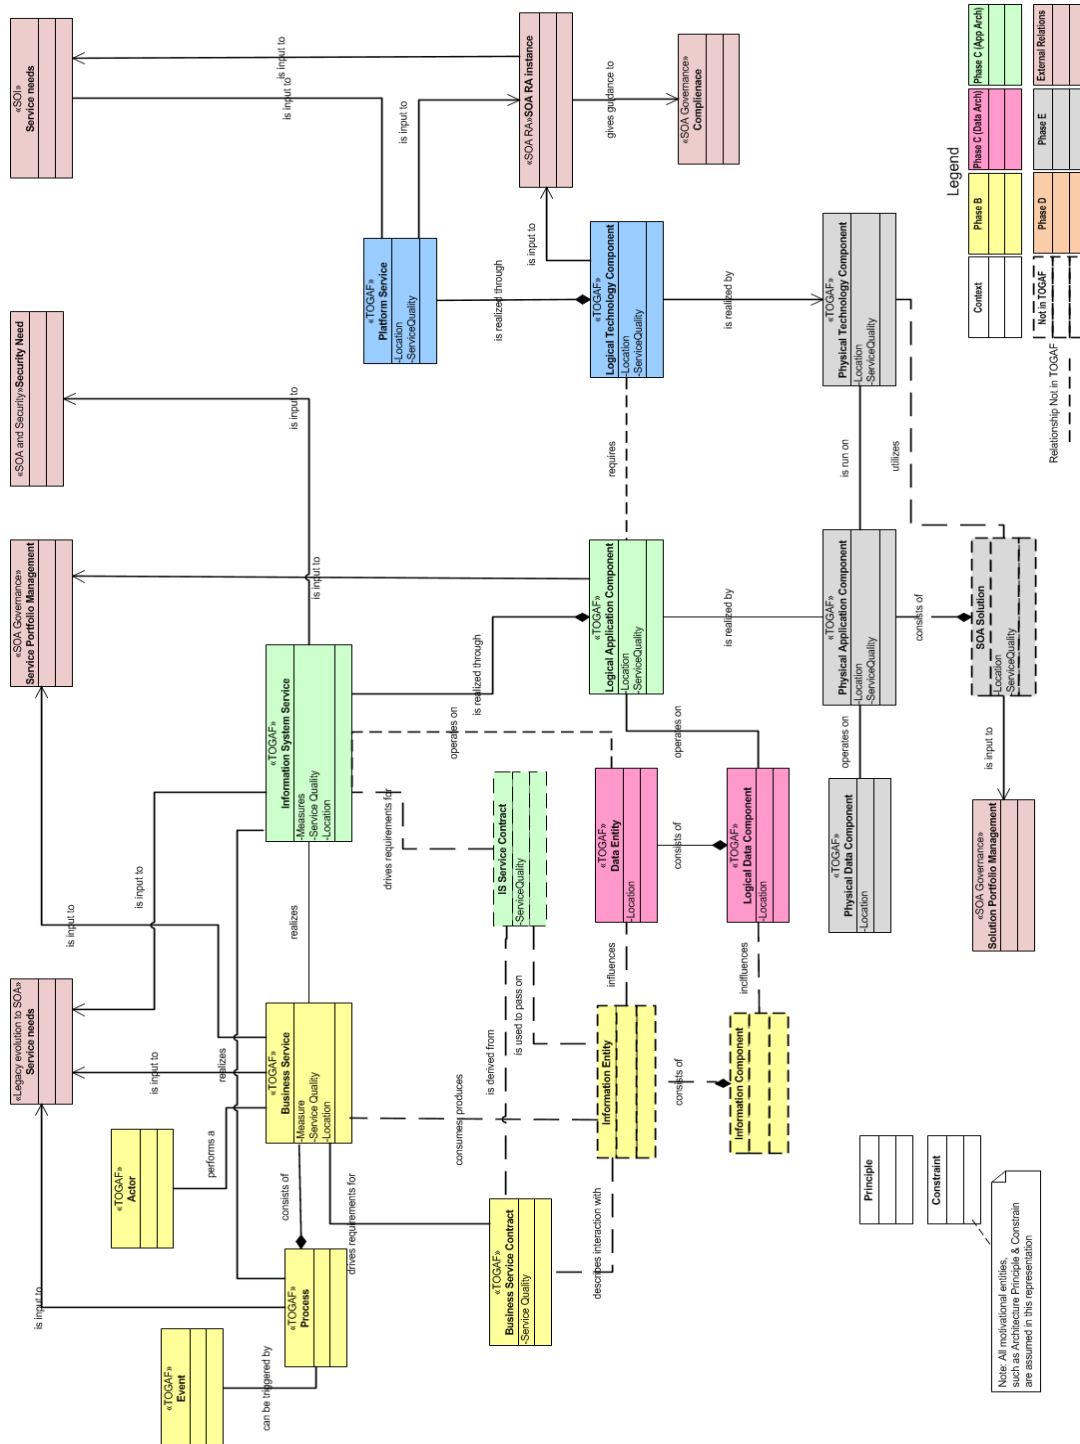 «TOGAF»
Event
can be triggered by
«TOGAF»
Actor
performs a
«TOGAF»
Process
is input to
consists of
drives requirements for
realizes
«Legacy evolution to SOA»
Service needs
is input to
is input to
is input to
«TOGAF»
Business Service
-Measure
-Service Quality
-Location
realizes
«TOGAF»
Business Service Contract
-Service Quality
describes interaction with
consumes, produces
is derived from
is used to pass on
Information Entity
consists of
Information Component
influences
incifluences
«SOA Governance»
Service Portfolio Management
is input to
«TOGAF»
Information System Service
-Measures
-Service Quality
-Location
drives requirements for
IS Service Contract
-ServiceQuality
operates on
is realized through
«TOGAF»
Data Entity
-Location
consists of
«TOGAF»
Logical Data Component
-Location
operates on
«TOGAF»
Logical Application Component
-Location
-ServiceQuality
is realized by
«TOGAF»
Physical Data Component
-Location
operates on
«TOGAF»
Physical Application Component
-Location
-ServiceQuality
consists of
SOA Solution
-Location
-ServiceQuality
is input to
«SOA Governance»
Solution Portfolio Management
«SOA and Security»Security Need
is input to
requires
is run on
utilizes
«SOI»
Service needs
is input to
is input to
«TOGAF»
Platform Service
-Location
-ServiceQuality
is input to
is realized through
«SOA RA»SOA RA instance
is input to
gives guidance to
«SOA Governance»
Complienace
«TOGAF»
Logical Technology Component
-Location
-ServiceQuality
is realized by
«TOGAF»
Physical Technology Component
-Location
-ServiceQuality
Principle
Constraint
Note: All motivational entities,
such as Architecture Principle & Constrain
are assumed in this representation
Legend
Context
Phase B
Phase C (Data Arch)
Phase C (App Arch)
Not in TOGAF
Phase D
Phase E
External Relations
Relationship Not in TOGAF